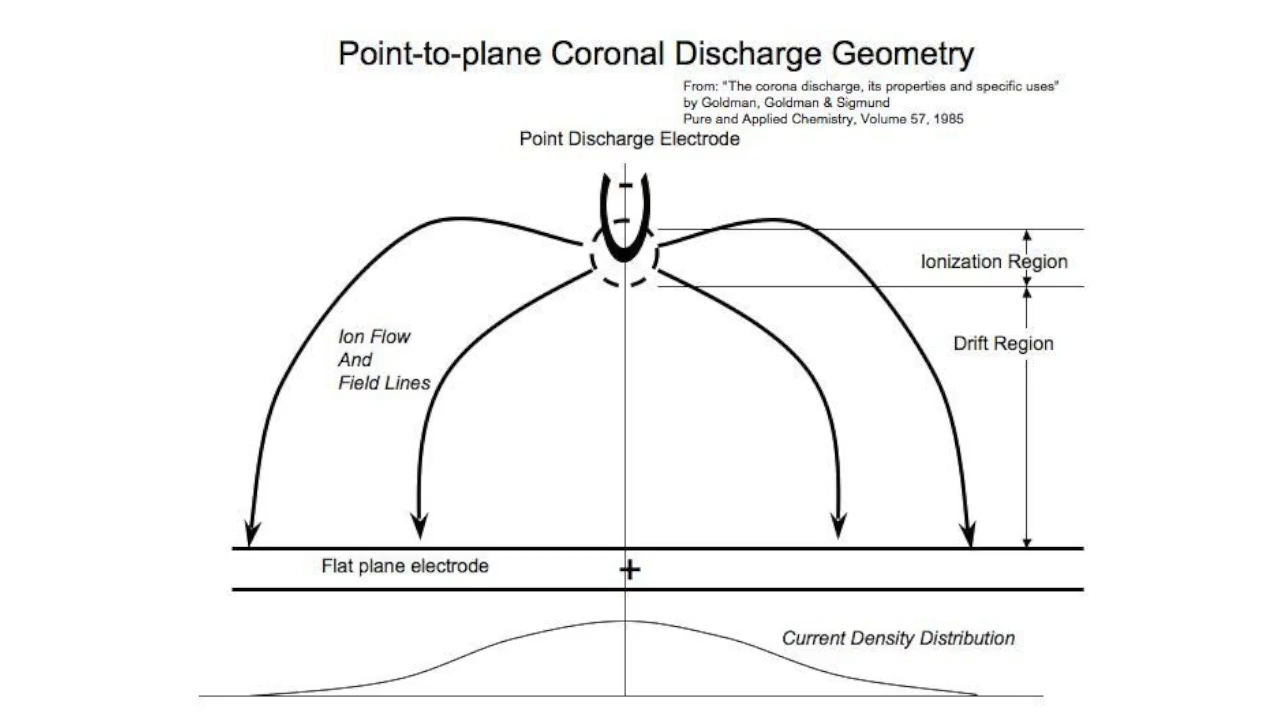 Point-to-plane Coronal Discharge Geometry
From: "The corona discharge, its properties and specific uses"
by Goldman, Goldman & Sigmund
Pure and Applied Chemistry, Volume 57, 1985
Point Discharge Electrode
-
Ionization Region
Ion Flow
And
Field Lines
Drift Region
Flat plane electrode
+
Current Density Distribution